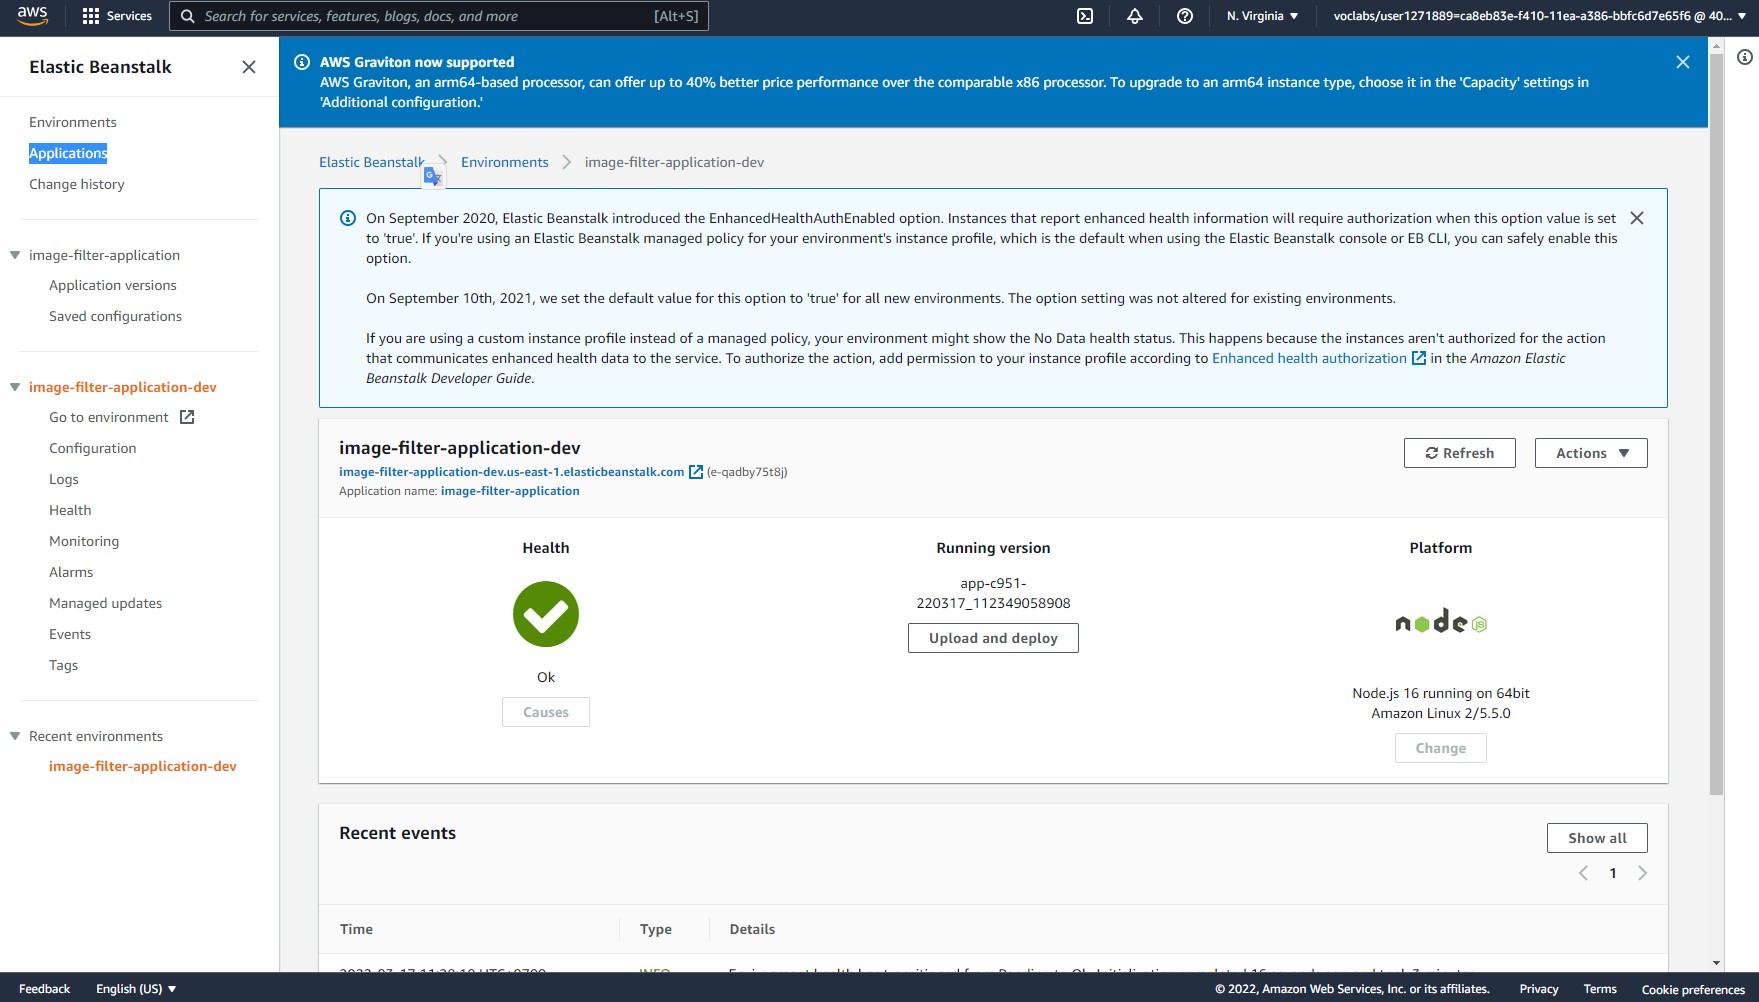 aws
Services
Search for services, features, blogs, docs, and more
[Alt+S]
N. Virginia
voclabs/user1271889=ca8eb83e-f410-11ea-a386-bbfc6d7e65f6 @ 40...
Elastic Beanstalk
Environments
Applications
Change history
image-filter-application
Application versions
Saved configurations
image-filter-application-dev
Go to environment
Configuration
Logs
Health
Monitoring
Alarms
Managed updates
Events
Tags
Recent environments
image-filter-application-dev
AWS Graviton now supported
AWS Graviton, an arm64-based processor, can offer up to 40% better price performance over the comparable x86 processor. To upgrade to an arm64 instance type, choose it in the 'Capacity' settings in
'Additional configuration.'
Elastic Beanstalk
Environments
image-filter-application-dev
On September 2020, Elastic Beanstalk introduced the EnhancedHealthAuthEnabled option. Instances that report enhanced health information will require authorization when this option value is set
to 'true'. If you're using an Elastic Beanstalk managed policy for your environment's instance profile, which is the default when using the Elastic Beanstalk console or EB CLI, you can safely enable this
option.
On September 10th, 2021, we set the default value for this option to 'true' for all new environments. The option setting was not altered for existing environments.
If you are using a custom instance profile instead of a managed policy, your environment might show the No Data health status. This happens because the instances aren't authorized for the action
that communicates enhanced health data to the service. To authorize the action, add permission to your instance profile according to Enhanced health authorization in the Amazon Elastic
Beanstalk Developer Guide.
image-filter-application-dev
image-filter-application-dev.us-east-1.elasticbeanstalk.com (e-qadby75t8j)
Application name: image-filter-application
Refresh
Actions
Health
Ok
Causes
Running version
app-c951-
220317_112349058908
Upload and deploy
Platform
node JS
Node.js 16 running on 64bit
Amazon Linux 2/5.5.0
Change
Recent events
Show all
1
Time
Type
Details
Feedback
English (US)
© 2022, Amazon Web Services, Inc. or its affiliates.
Privacy
Terms
Cookie preferences